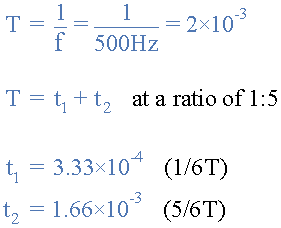 T = 1/f = 1/500Hz = 2×10⁻³
T = t₁ + t₂ at a ratio of 1:5
t₁ = 3.33×10⁻⁴ (1/6T)
t₂ = 1.66×10⁻³ (5/6T)